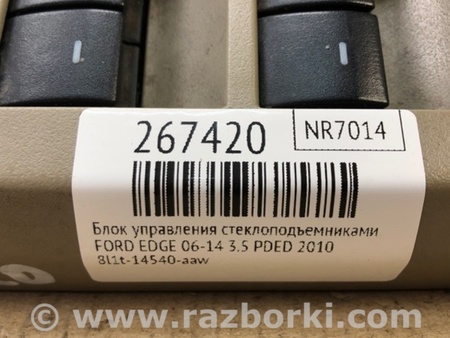 267420
NR7014
Блок управления стеклоподъемниками
FORD EDGE 06-14 3.5 PDED 2010
8l1t-14540-aaw
www.razborki.com